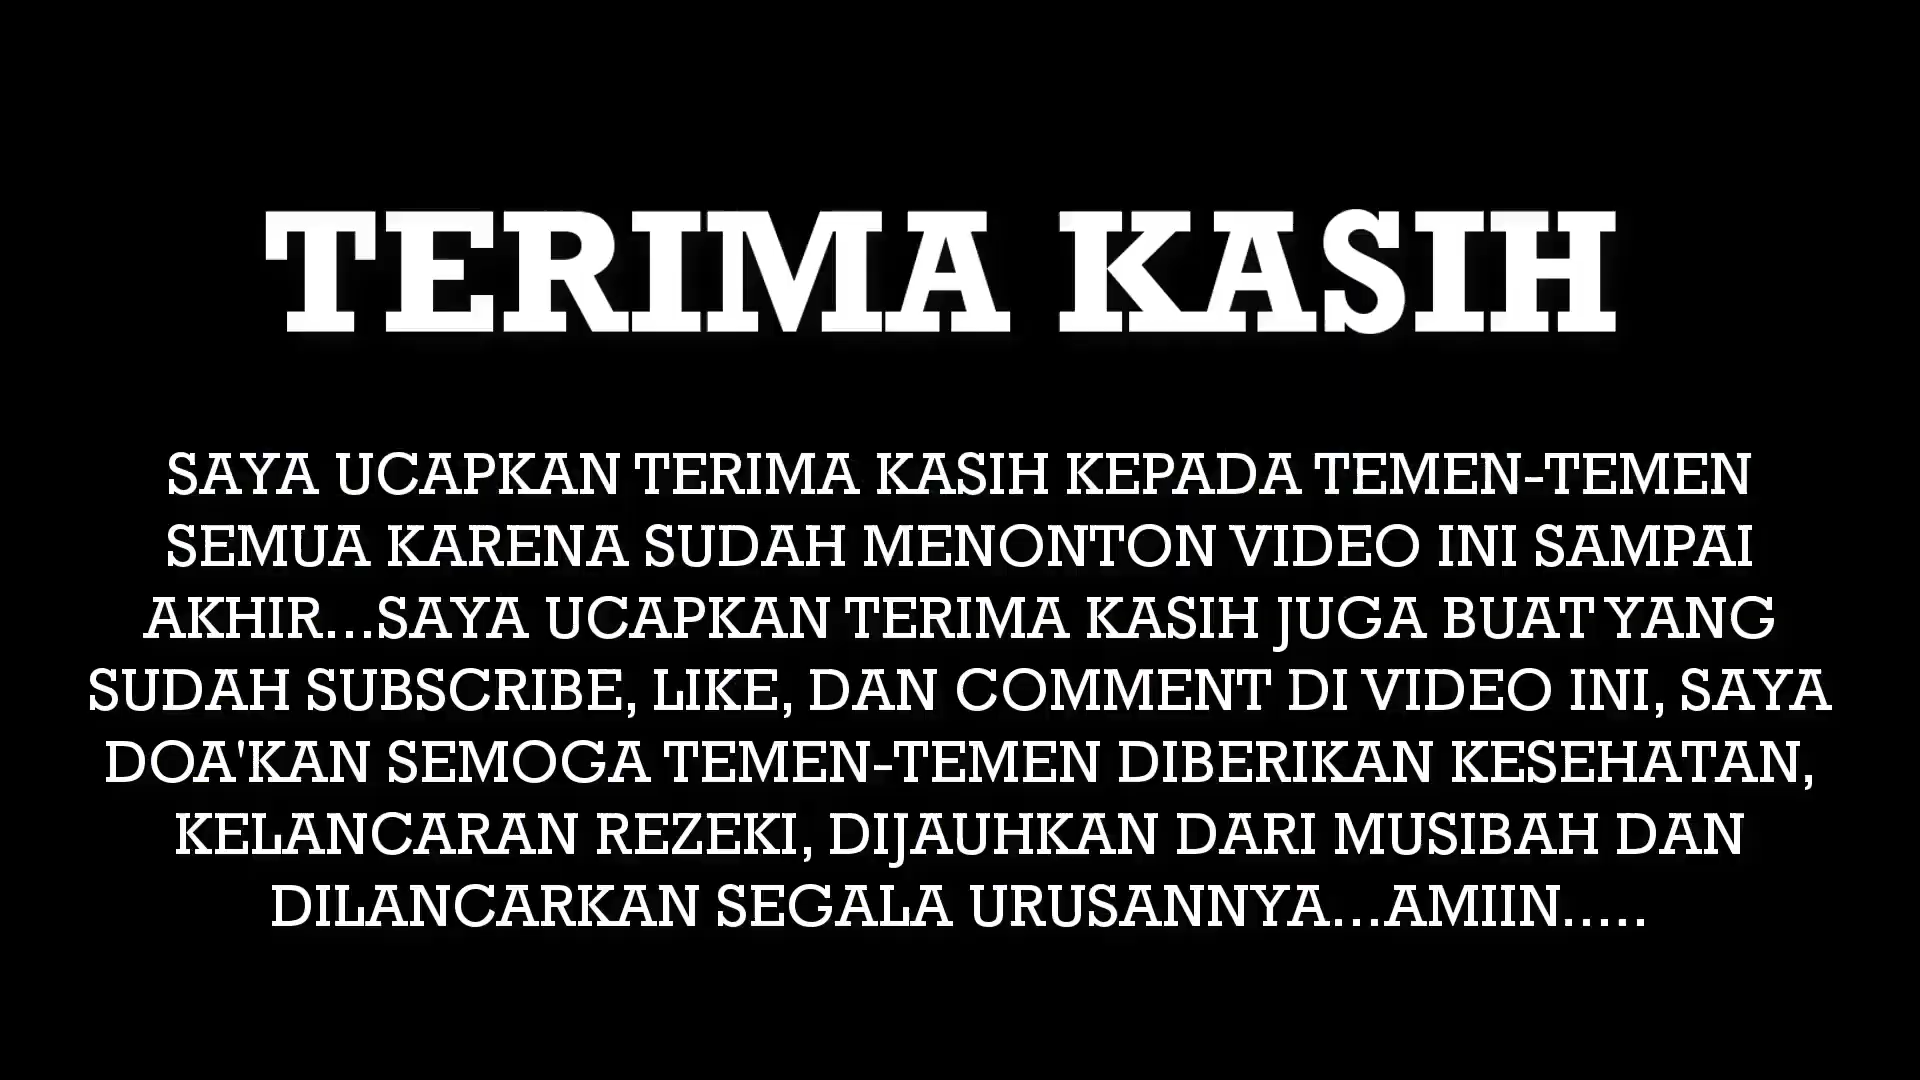 TERIMA KASIH
SAYA UCAPKAN TERIMA KASIH KEPADA TEMEN-TEMEN
SEMUA KARENA SUDAH MENONTON VIDEO INI SAMPAI
AKHIR...SAYA UCAPKAN TERIMA KASIH JUGA BUAT YANG
SUDAH SUBSCRIBE, LIKE, DAN COMMENT DI VIDEO INI, SAYA
DOA'KAN SEMOGA TEMEN-TEMEN DIBERIKAN KESEHATAN,
KELANCARAN REZEKI, DIJAUHKAN DARI MUSIBAH DAN
DILANCARKAN SEGALA URUSANNYA...AMIIN.....